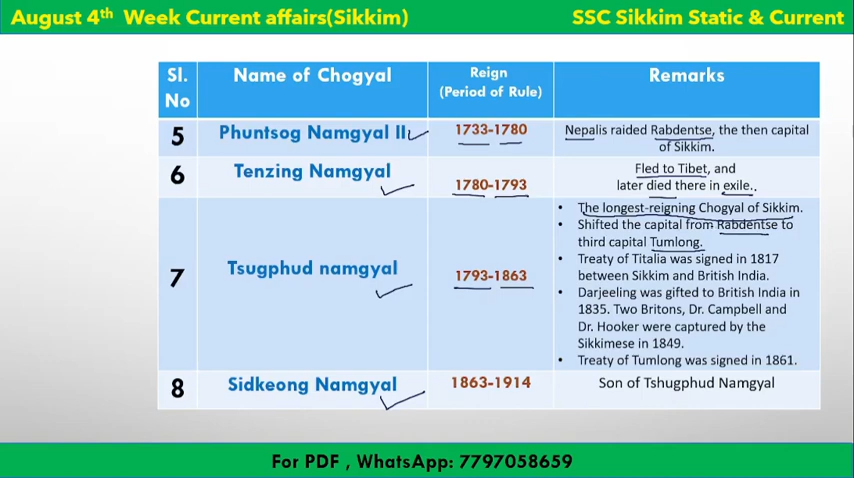 August 4th Week Current affairs(Sikkim)
SSC Sikkim Static & Current
Sl. No
Name of Chogyal
Reign
(Period of Rule)
Remarks
5
Phuntsog Namgyal II
1733-1780
Nepalis raided Rabdentse, the then capital
of Sikkim.
6
Tenzing Namgyal
1780-1793
Fled to Tibet, and
later died there in exile.
7
Tsugphud namgyal
1793-1863
• The longest-reigning Chogyal of Sikkim.
• Shifted the capital from Rabdentse to
third capital Tumlong.
• Treaty of Titalia was signed in 1817
between Sikkim and British India.
• Darjeeling was gifted to British India in
1835. Two Britons, Dr. Campbell and
Dr. Hooker were captured by the
Sikkimese in 1849.
• Treaty of Tumlong was signed in 1861.
8
Sidkeong Namgyal
1863-1914
Son of Tshugphud Namgyal
For PDF , WhatsApp: 7797058659